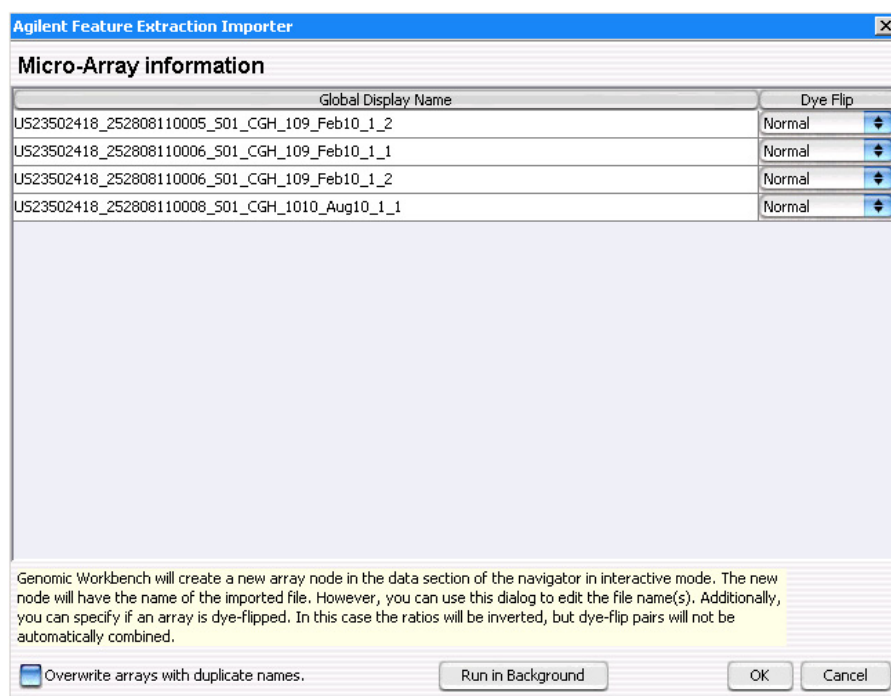 Agilent Feature Extraction Importer
Micro-Array information
Global Display Name Dye Flip
US23502418_252808110005_S01_CGH_109_Feb10_1_2 Normal
US23502418_252808110006_S01_CGH_109_Feb10_1_1 Normal
US23502418_252808110006_S01_CGH_109_Feb10_1_2 Normal
US23502418_252808110008_S01_CGH_1010_Aug10_1_1 Normal
Genomic Workbench will create a new array node in the data section of the navigator in interactive mode. The new
node will have the name of the imported file. However, you can use this dialog to edit the file name(s). Additionally,
you can specify if an array is dye-flipped. In this case the ratios will be inverted, but dye-flip pairs will not be
automatically combined.
Overwrite arrays with duplicate names. Run in Background OK Cancel